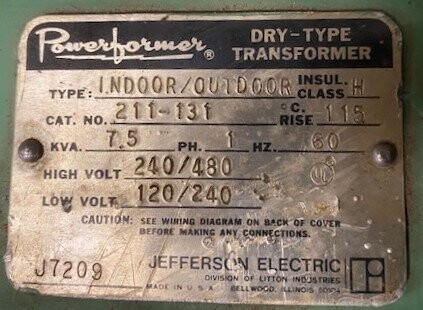 Powerformer ® DRY-TYPE
TRANSFORMER
TYPE: INDOOR/OUTDOOR INSUL. CLASS H
CAT. NO. 211-131 °C. RISE 115
KVA. 7.5 PH. 1 HZ. 60
HIGH VOLT 240/480
LOW VOLT 120/240 UL
CAUTION: SEE WIRING DIAGRAM ON BACK OF COVER
BEFORE MAKING ANY CONNECTIONS.
J7209 JEFFERSON ELECTRIC
DIVISION OF LITTON INDUSTRIES
MADE IN U.S.A. BELLWOOD, ILLINOIS 60104